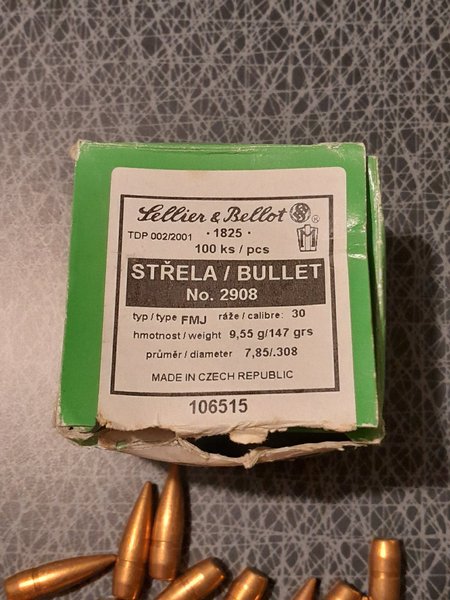 Sellier & Bellot ®
TDP 002/2001 · 1825 ·
100 ks / pcs
STŘELA / BULLET
No. 2908
typ / type FMJ ráže / calibre: 30
hmotnost / weight 9,55 g/147 grs
průměr / diameter 7,85/.308
MADE IN CZECH REPUBLIC
106515